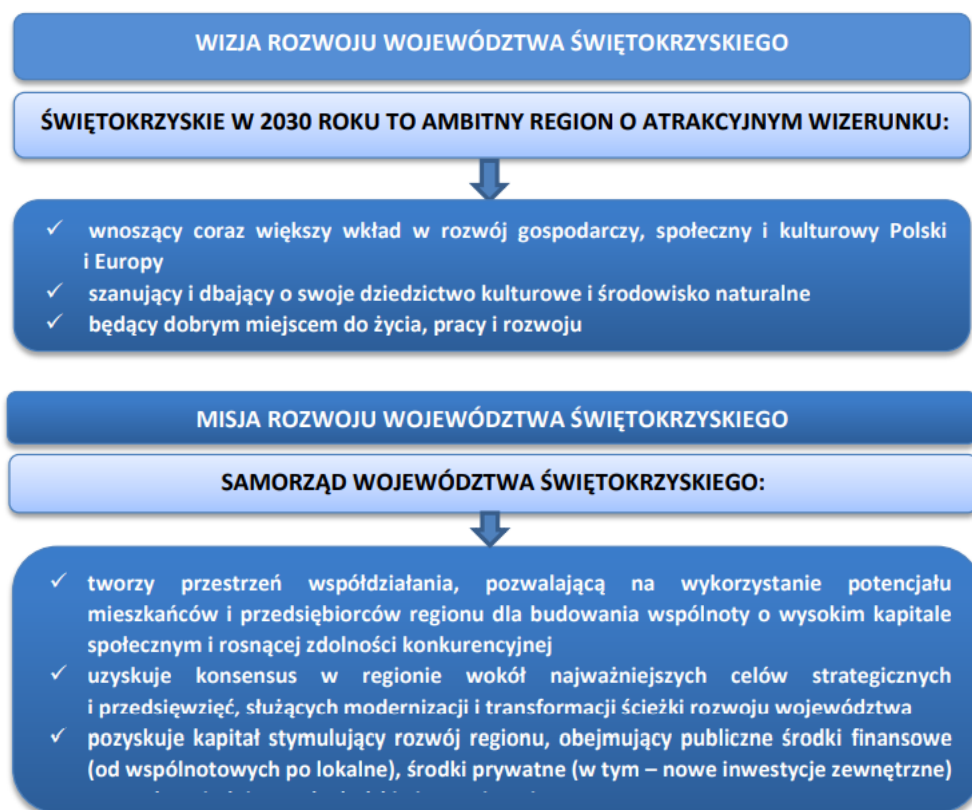 WIZJA ROZWOJU WOJEWÓDZTWA ŚWIĘTOKRZYSKIEGO
ŚWIĘTOKRZYSKIE W 2030 ROKU TO AMBITNY REGION O ATRAKCYJNYM WIZERUNKU:
✓ wnoszący coraz większy wkład w rozwój gospodarczy, społeczny i kulturowy Polski
i Europy
✓ szanujący i dbający o swoje dziedzictwo kulturowe i środowisko naturalne
✓ będący dobrym miejscem do życia, pracy i rozwoju
MISJA ROZWOJU WOJEWÓDZTWA ŚWIĘTOKRZYSKIEGO
SAMORZĄD WOJEWÓDZTWA ŚWIĘTOKRZYSKIEGO:
✓ tworzy przestrzeń współdziałania, pozwalającą na wykorzystanie potencjału
mieszkańców i przedsiębiorców regionu dla budowania wspólnoty o wysokim kapitale
społecznym i rosnącej zdolności konkurencyjnej
✓ uzyskuje konsensus w regionie wokół najważniejszych celów strategicznych
i przedsięwzięć, służących modernizacji i transformacji ścieżki rozwoju województwa
✓ pozyskuje kapitał stymulujący rozwój regionu, obejmujący publiczne środki finansowe
(od wspólnotowych po lokalne), środki prywatne (w tym – nowe inwestycje zewnętrzne)